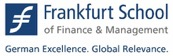 Frankfurt School
of Finance & Management
German Excellence. Global Relevance.